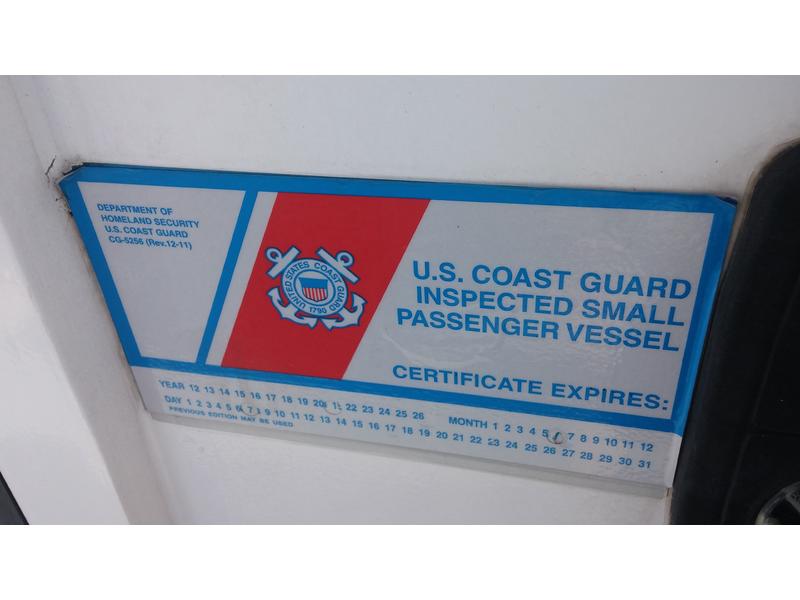 DEPARTMENT OF
HOMELAND SECURITY
U.S. COAST GUARD
CG-5256 (Rev.12-11)
UNITED STATES COAST GUARD
1790
U.S. COAST GUARD
INSPECTED SMALL
PASSENGER VESSEL
CERTIFICATE EXPIRES:
YEAR 12 13 14 15 16 17 18 19 20 22 23 24 25 26
MONTH 1 2 3 4 5 7 8 9 10 11 12
DAY 1 2 3 4 5 6 7 8 9 10 11 12 13 14 15 16 17 18 19 20 21 22 23 24 25 26 27 28 29 30 31
PREVIOUS EDITION MAY BE USED